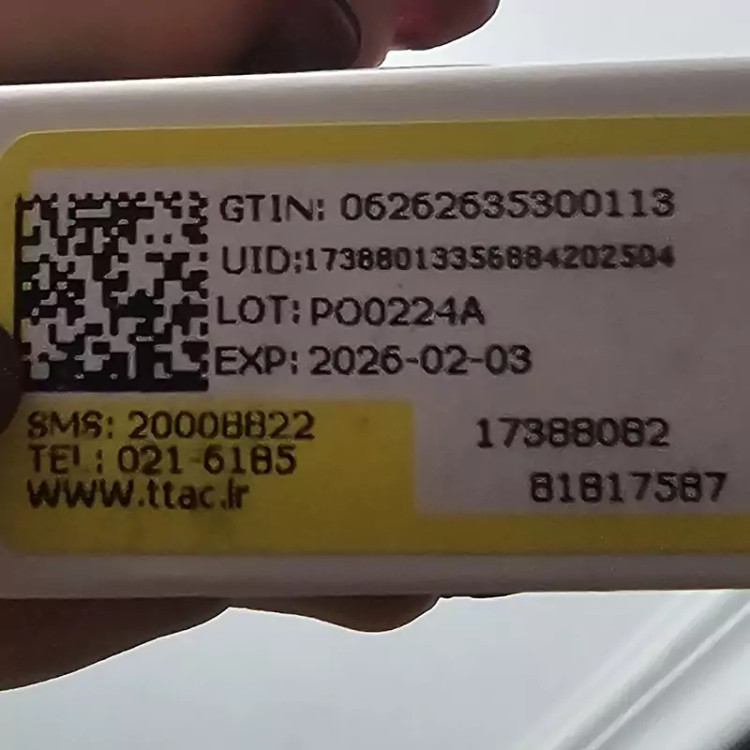 GTIN: 06262635300113
UID:17388013356884202504
LOT: PO0224A
EXP: 2026-02-03
SMS: 20008822
TEL: 021-6185
www.ttac.ir
17388082
81817587